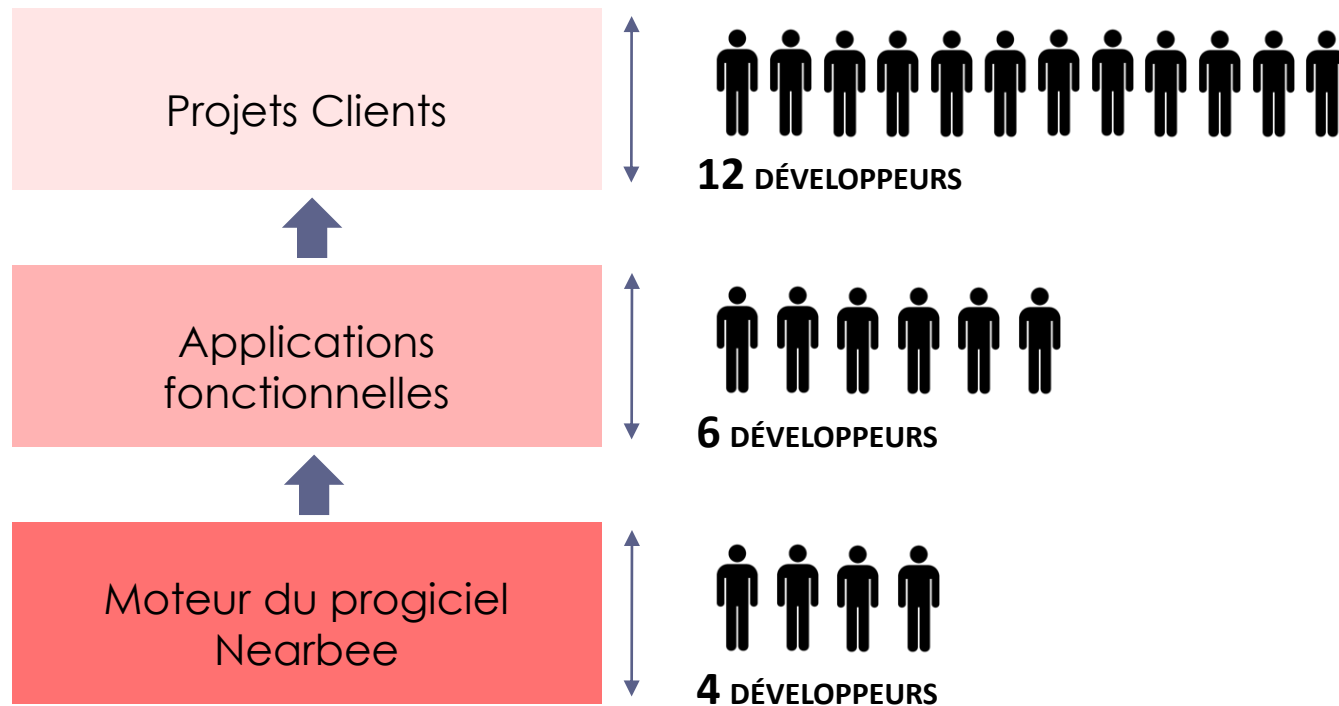 Projets Clients
12 DÉVELOPPEURS
Applications
fonctionnelles
6 DÉVELOPPEURS
Moteur du progiciel
Nearbee
4 DÉVELOPPEURS